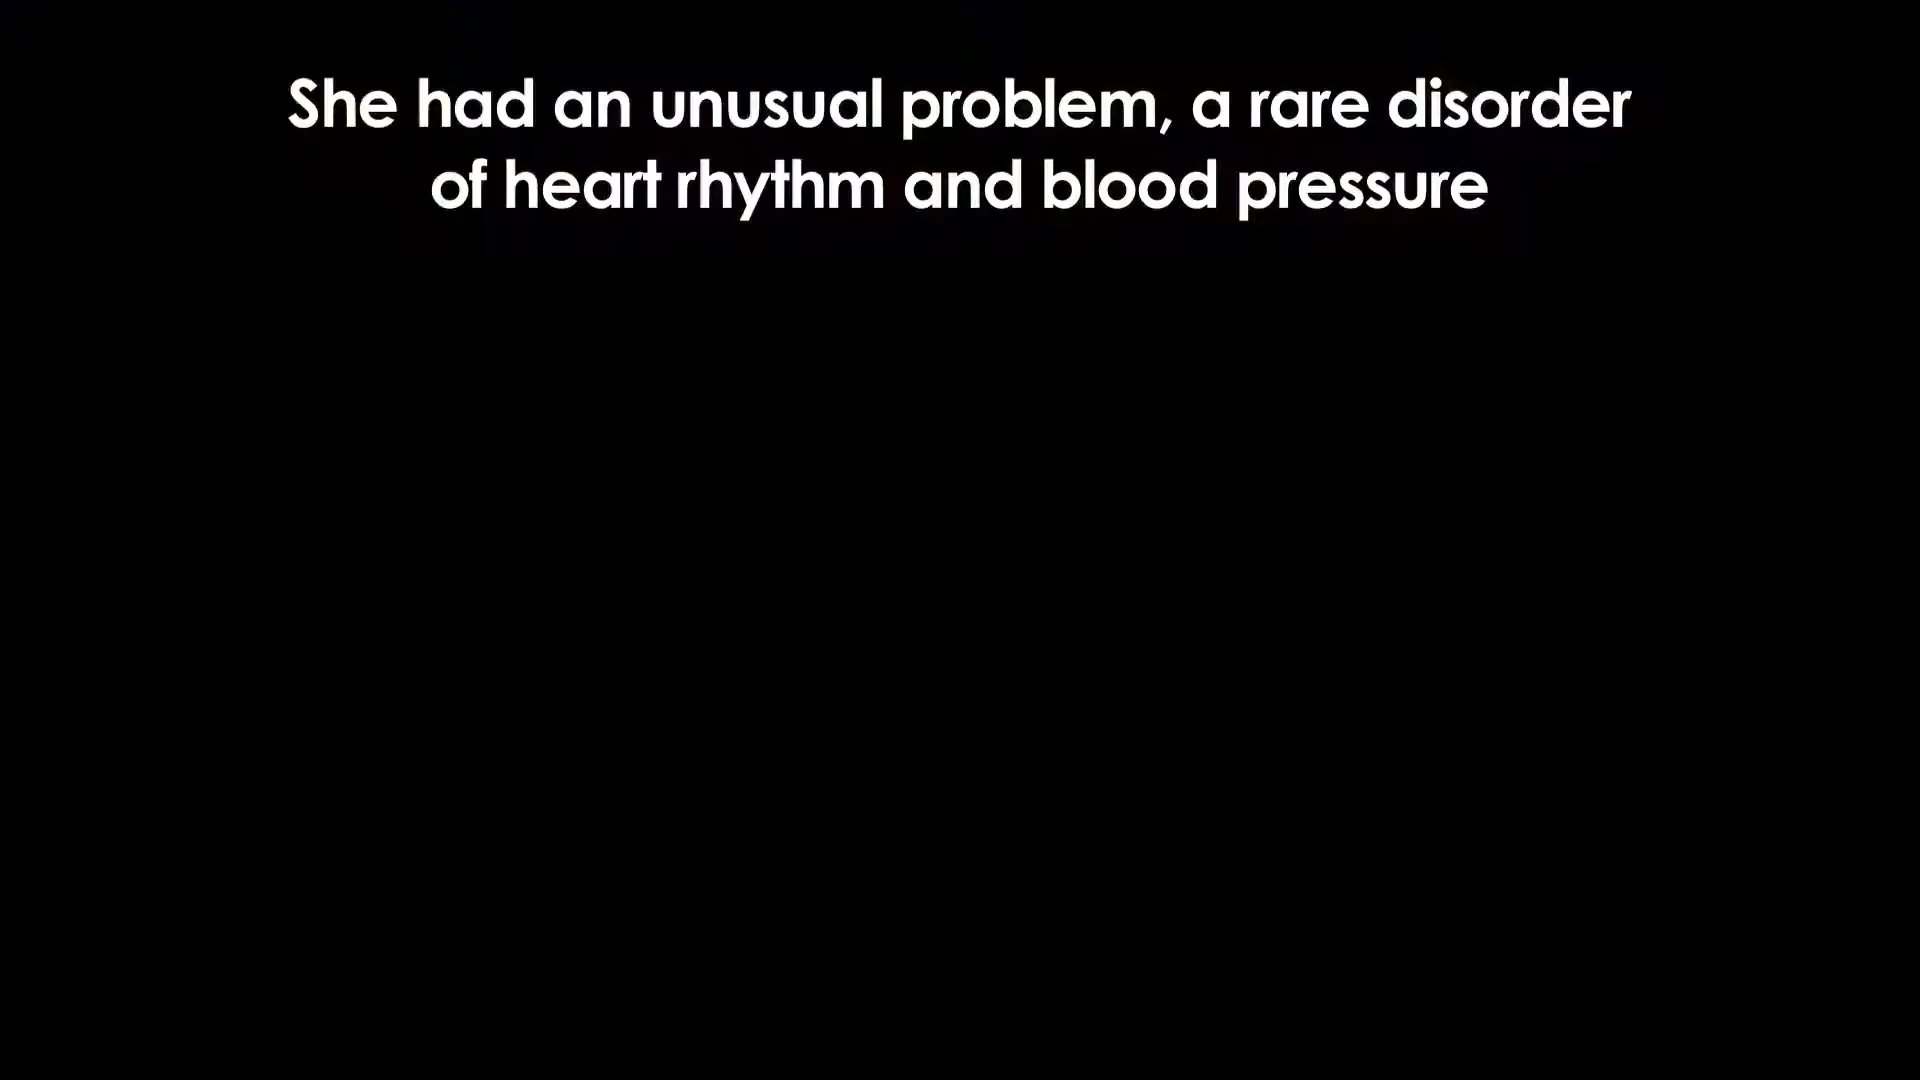 She had an unusual problem, a rare disorder
of heart rhythm and blood pressure